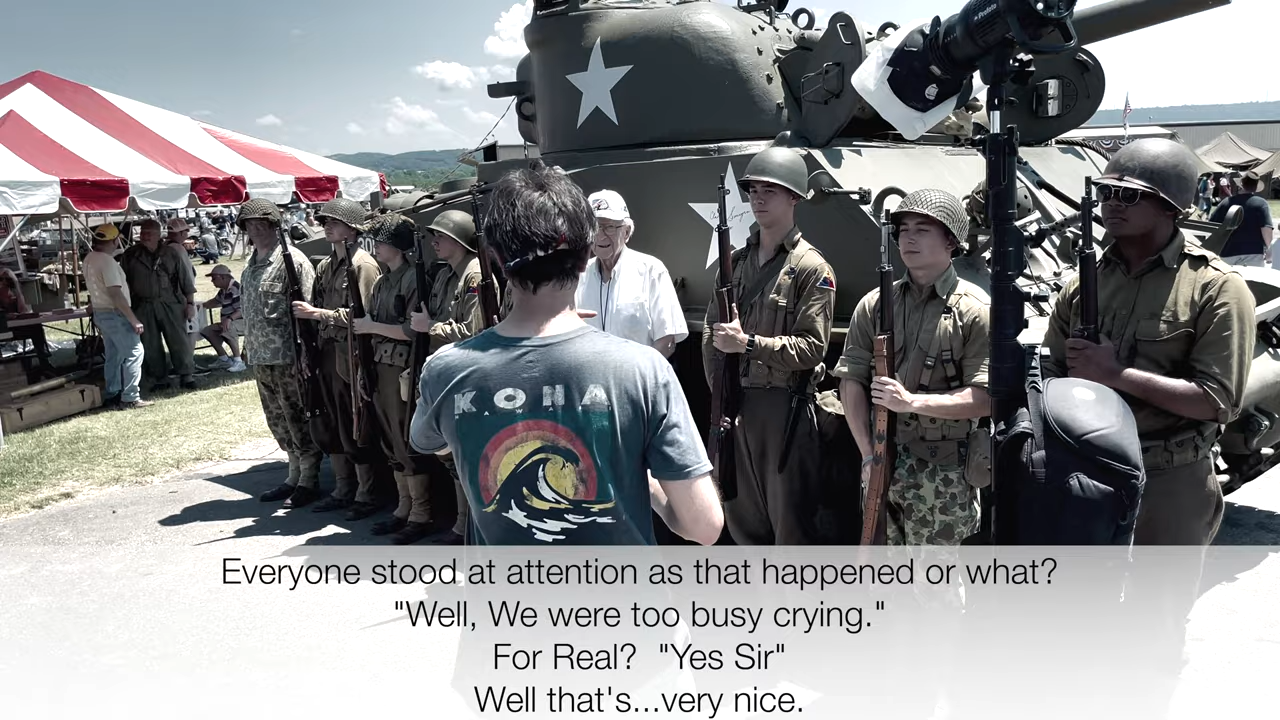 KONA
HAWAII
Everyone stood at attention as that happened or what?
"Well, We were too busy crying."
For Real?  "Yes Sir"
Well that's...very nice.